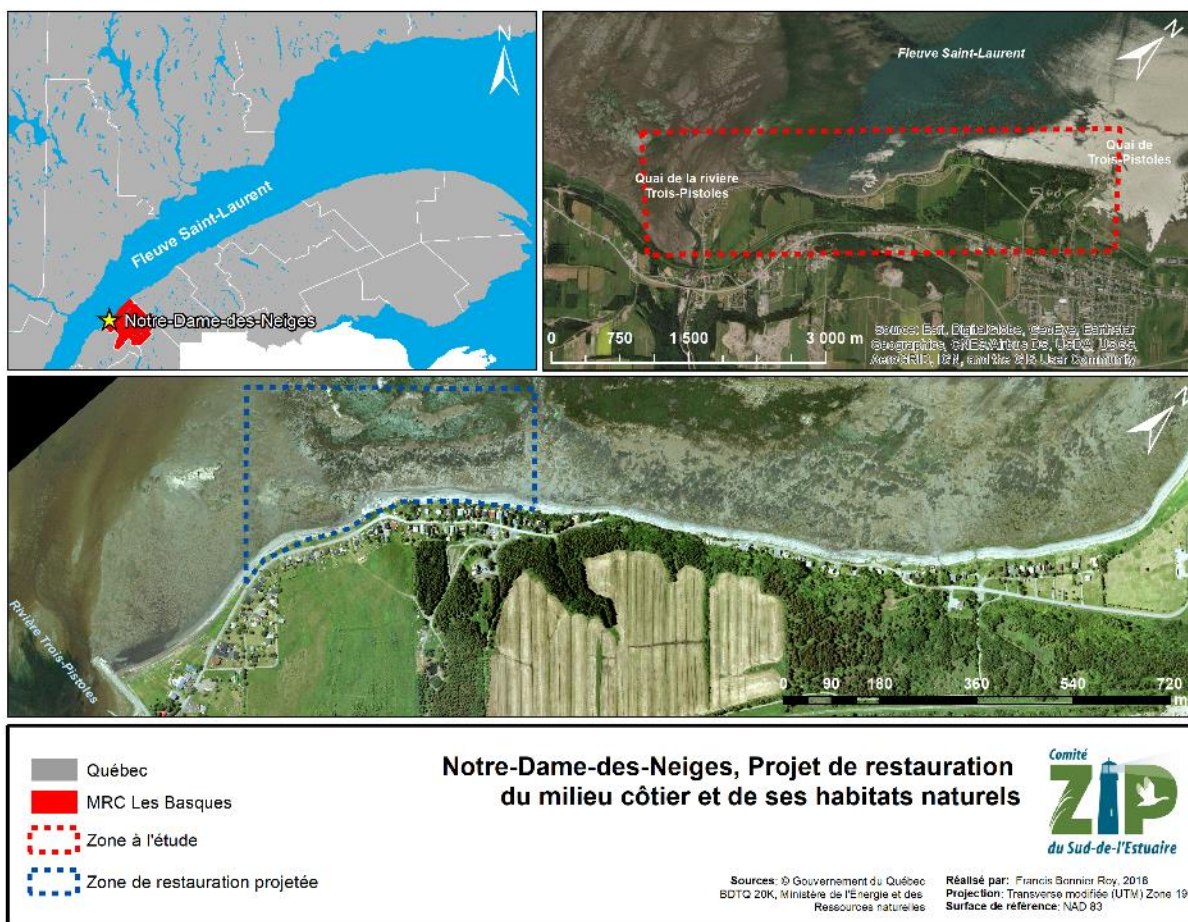 N
Fleuve Saint-Laurent
Notre-Dame-des-Neiges
N
Fleuve Saint-Laurent
Quai de la rivière
Trois-Pistoles
Quai de
Trois-Pistoles
0 750 1 500 3 000 m
Source: Esri, DigitalGlobe, GeoEye, Earthstar
Geographics, CNES/Airbus DS, USDA, USGS,
AeroGRID, IGN, and the GIS User Community
N
Rivière Trois-Pistoles
0 90 180 360 540 720
m
Québec
MRC Les Basques
Zone à l'étude
Zone de restauration projetée
Notre-Dame-des-Neiges, Projet de restauration
du milieu côtier et de ses habitats naturels
Comité
ZIP
du Sud-de-l'Estuaire
Sources: © Gouvernement du Québec
BDTQ 20K, Ministère de l'Énergie et des
Ressources naturelles
Réalisé par: Francis Bonnier Roy, 2018
Projection: Transverse modifiée (UTM) Zone 19
Surface de référence: NAD 83